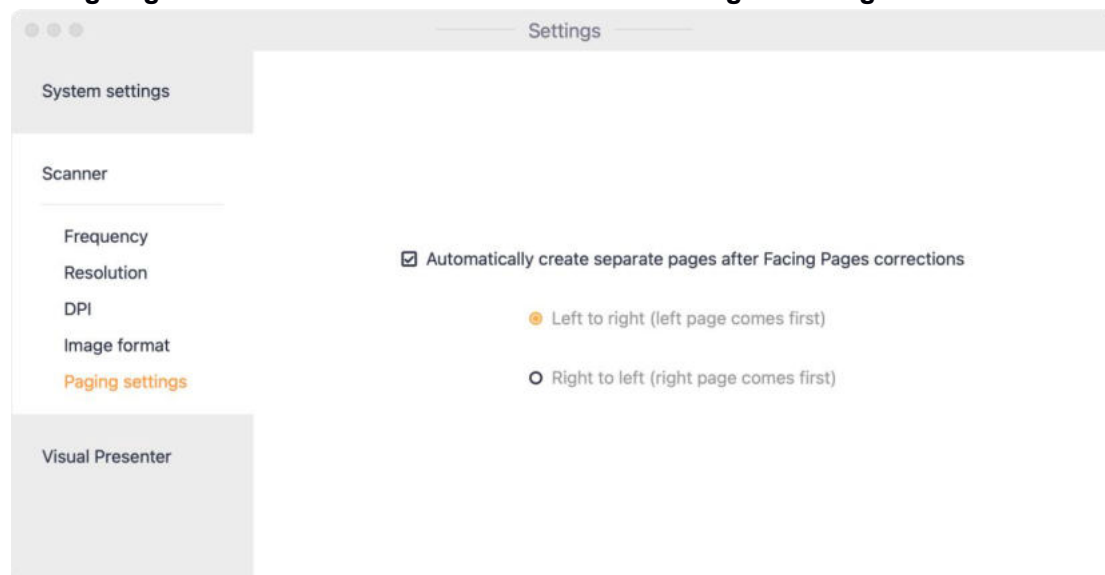 Settings
System settings
Scanner
Frequency
Resolution
DPI
Image format
Paging settings
Visual Presenter
Automatically create separate pages after Facing Pages corrections
Left to right (left page comes first)
Right to left (right page comes first)